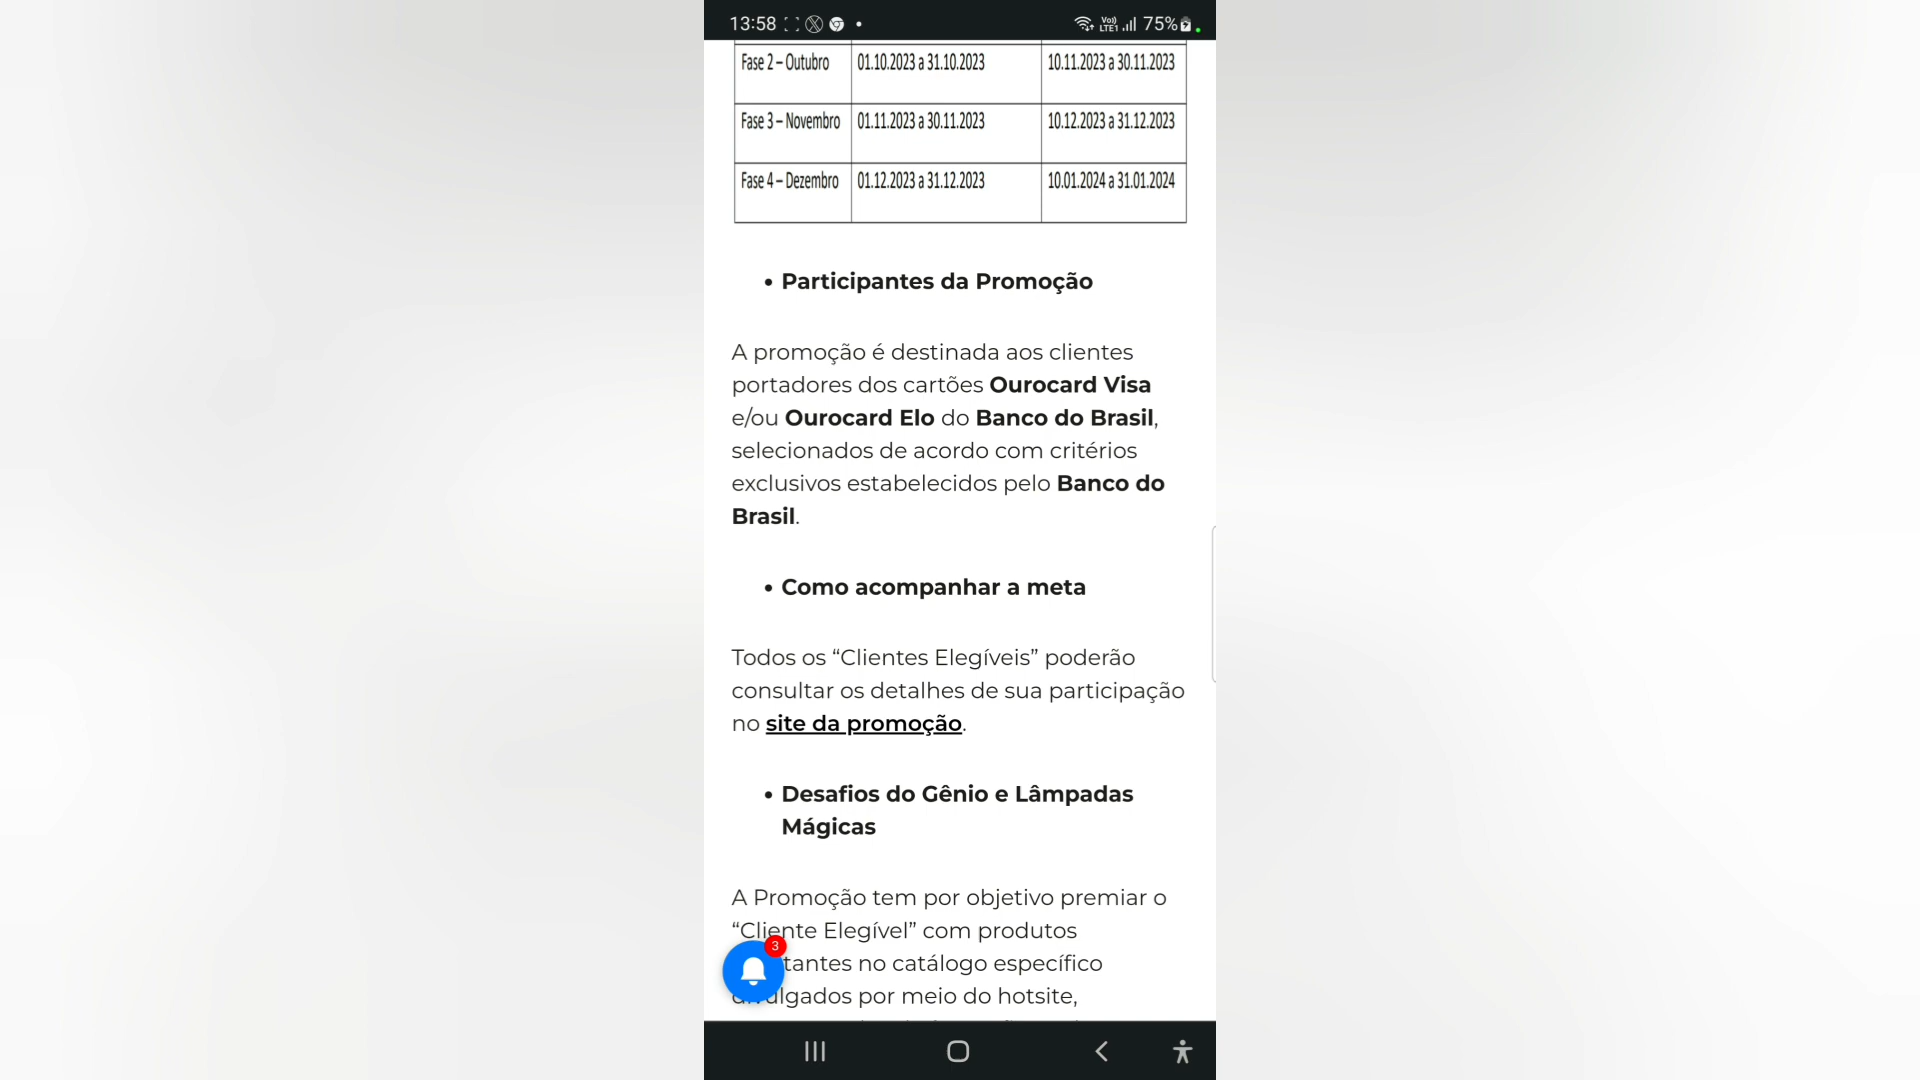 13:58 75%
Fase 2 – Outubro 01.10.2023 a 31.10.2023 10.11.2023 a 30.11.2023
Fase 3 – Novembro 01.11.2023 a 30.11.2023 10.12.2023 a 31.12.2023
Fase 4 – Dezembro 01.12.2023 a 31.12.2023 10.01.2024 a 31.01.2024
• Participantes da Promoção
A promoção é destinada aos clientes
portadores dos cartões Ourocard Visa
e/ou Ourocard Elo do Banco do Brasil,
selecionados de acordo com critérios
exclusivos estabelecidos pelo Banco do
Brasil.
• Como acompanhar a meta
Todos os “Clientes Elegíveis” poderão
consultar os detalhes de sua participação
no site da promoção.
• Desafios do Gênio e Lâmpadas
Mágicas
A Promoção tem por objetivo premiar o
“Cliente Elegível” com produtos
3
tantes no catálogo específico
divulgados por meio do hotsite,